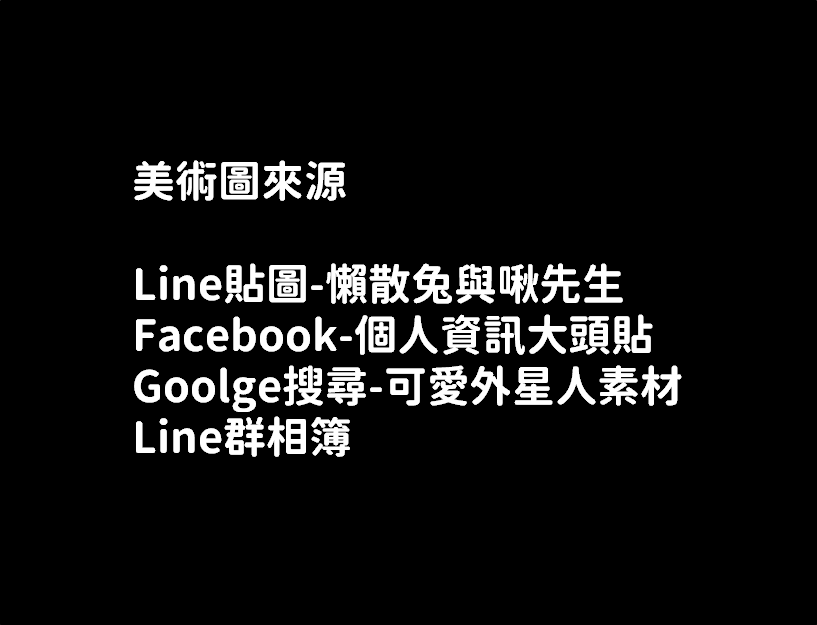 美術圖來源
Line貼圖-懶散兔與啾先生
Facebook-個人資訊大頭貼
Goolge搜尋-可愛外星人素材
Line群相簿